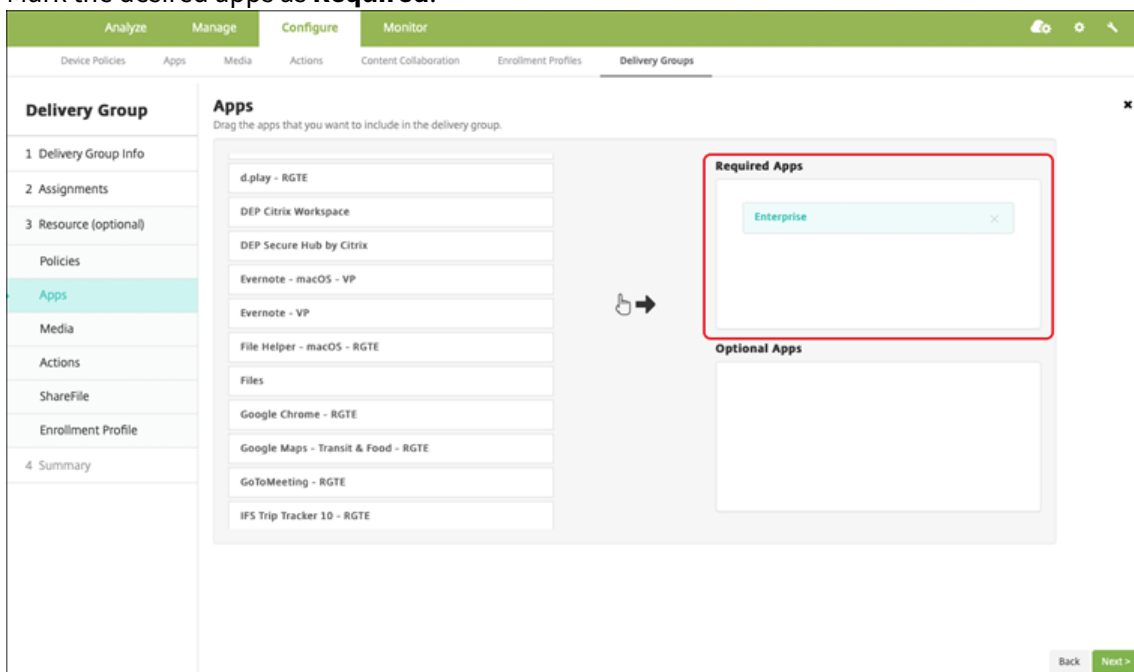 Mark the desired apps as Required.
Analyze Manage Configure Monitor
Device Policies Apps Media Actions Content Collaboration Enrollment Profiles Delivery Groups
Delivery Group
1 Delivery Group Info
2 Assignments
3 Resource (optional)
Policies
Apps
Media
Actions
ShareFile
Enrollment Profile
4 Summary
Apps
Drag the apps that you want to include in the delivery group.
d.play - RGTE
DEP Citrix Workspace
DEP Secure Hub by Citrix
Evernote - macOS - VP
Evernote - VP
File Helper - macOS - RGTE
Files
Google Chrome - RGTE
Google Maps - Transit & Food - RGTE
GoToMeeting - RGTE
IFS Trip Tracker 10 - RGTE
Required Apps
Enterprise
Optional Apps
Back Next >